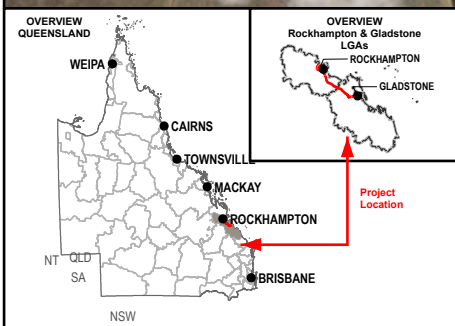 OVERVIEW
QUEENSLAND
WEIPA
CAIRNS
TOWNSVILLE
MACKAY
ROCKHAMPTON
BRISBANE
NT QLD
SA
NSW
OVERVIEW
Rockhampton & Gladstone
LGAs
ROCKHAMPTON
GLADSTONE
Project
Location